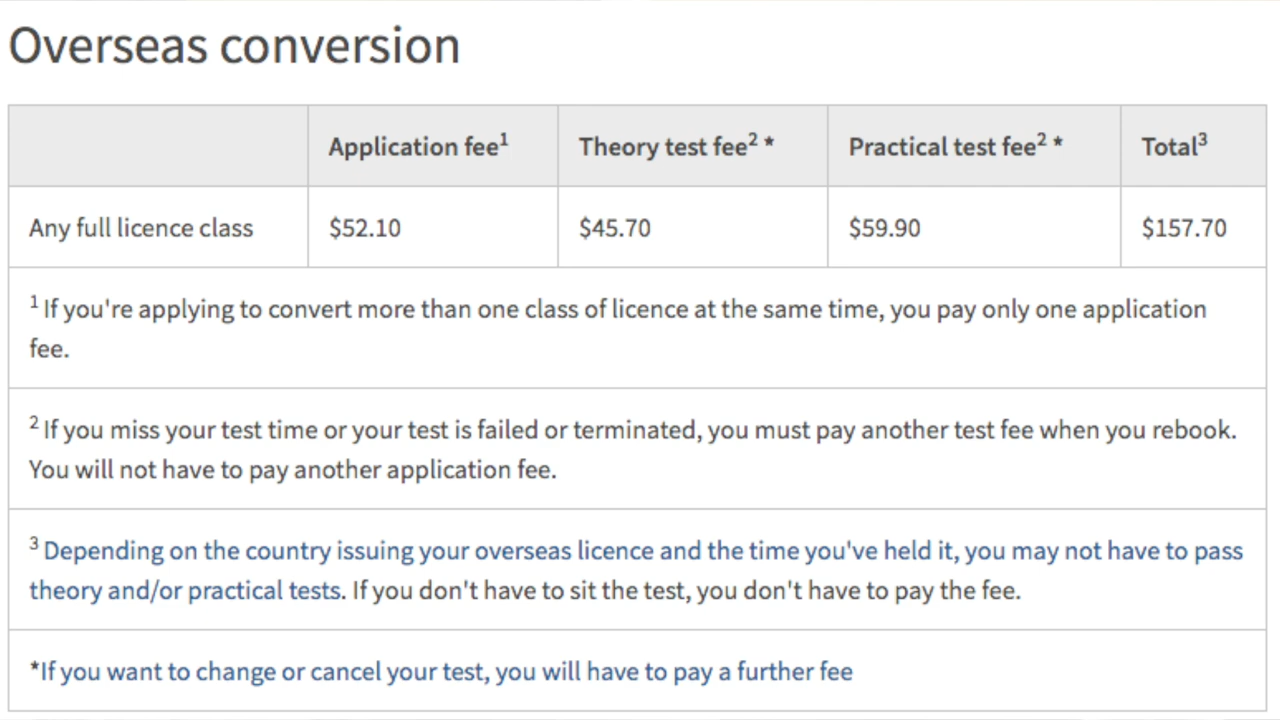 Overseas conversion
Application fee¹ Theory test fee² * Practical test fee² * Total³
Any full licence class $52.10 $45.70 $59.90 $157.70
¹ If you're applying to convert more than one class of licence at the same time, you pay only one application
fee.
² If you miss your test time or your test is failed or terminated, you must pay another test fee when you rebook.
You will not have to pay another application fee.
³ Depending on the country issuing your overseas licence and the time you've held it, you may not have to pass
theory and/or practical tests. If you don't have to sit the test, you don't have to pay the fee.
*If you want to change or cancel your test, you will have to pay a further fee